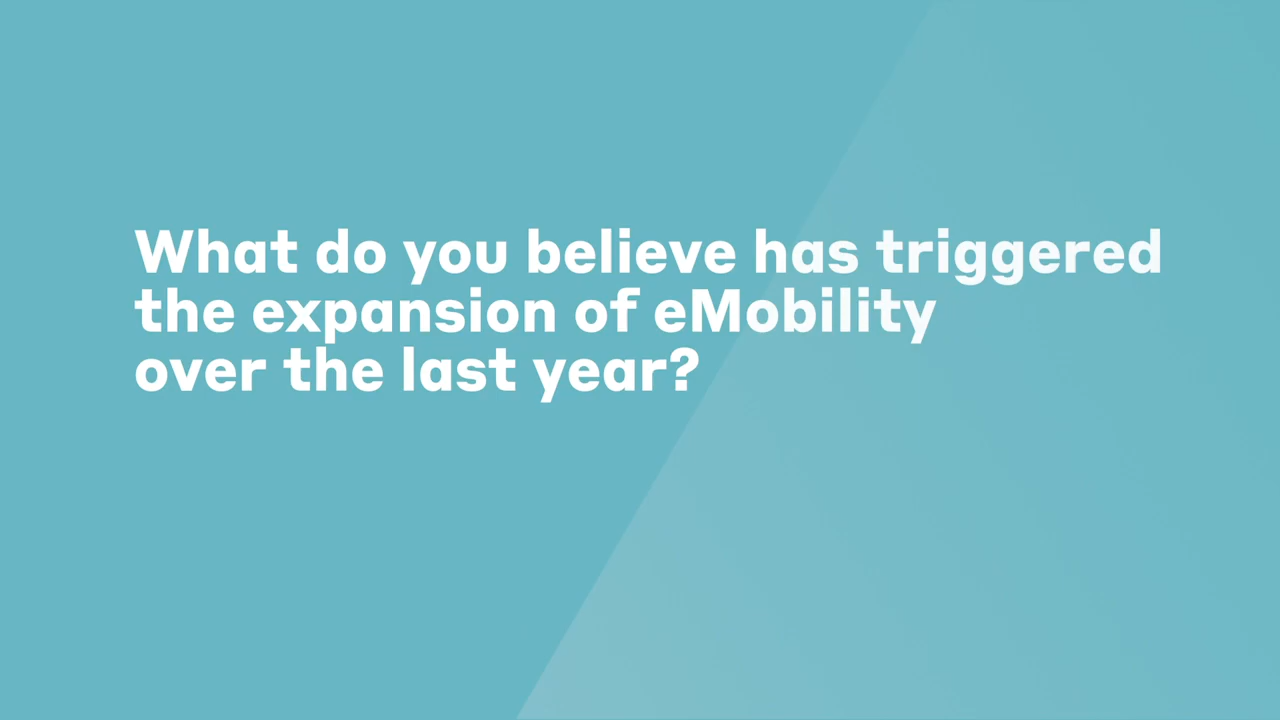 What do you believe has triggered
the expansion of eMobility
over the last year?